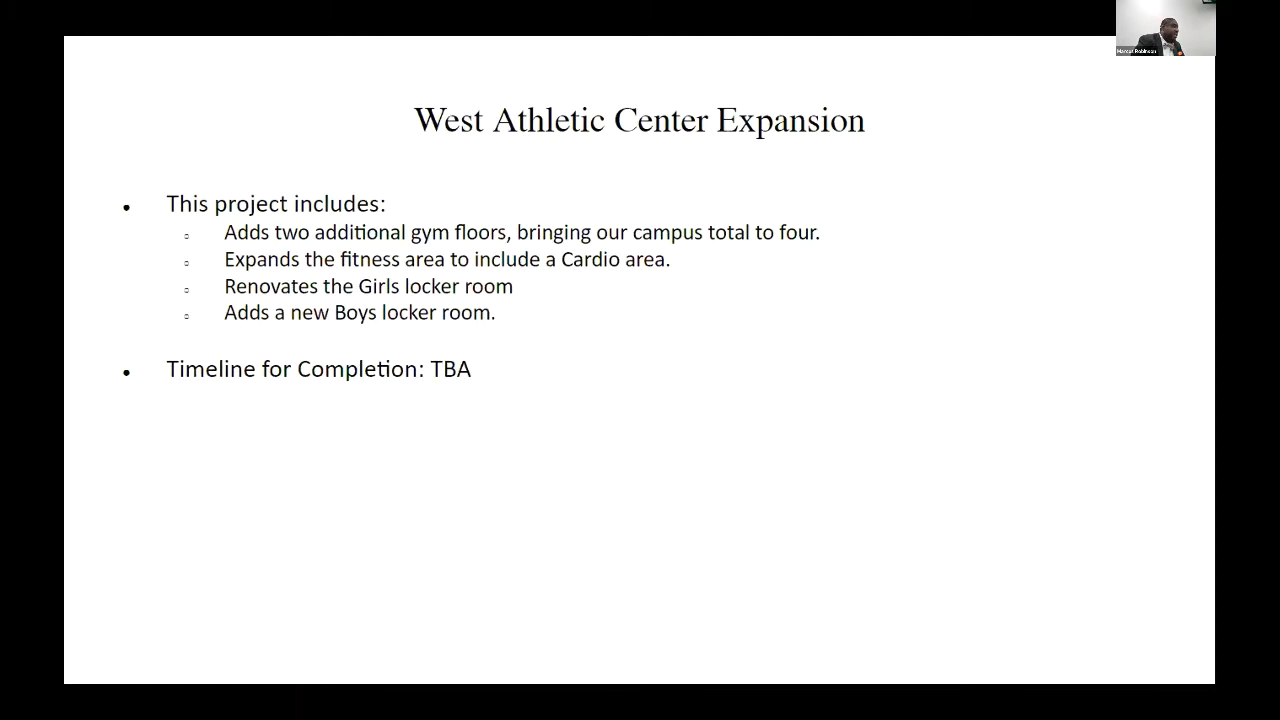 Marcus Robinson
West Athletic Center Expansion
This project includes:
Adds two additional gym floors, bringing our campus total to four.
Expands the fitness area to include a Cardio area.
Renovates the Girls locker room
Adds a new Boys locker room.
Timeline for Completion: TBA